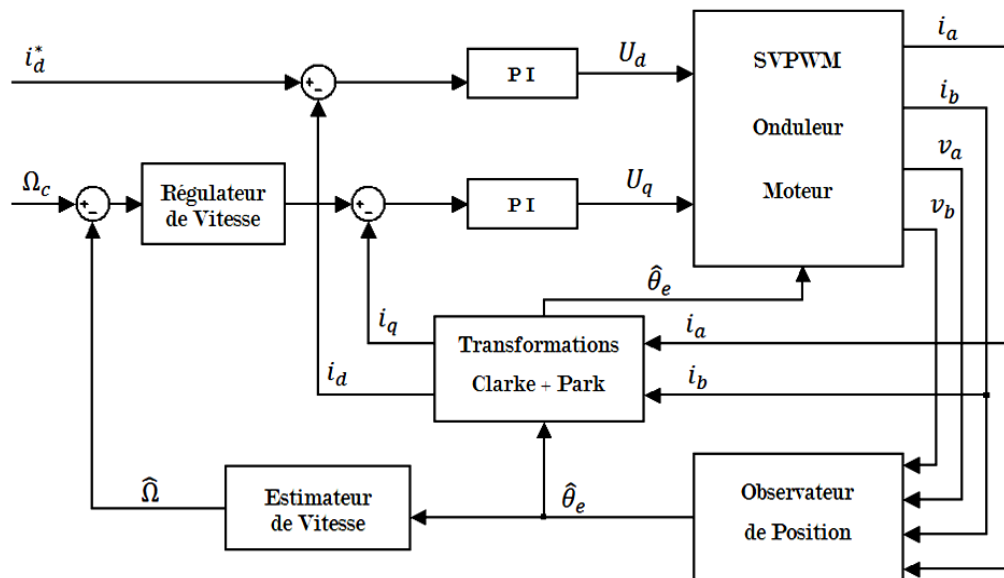 i_d^*
+
-
PI
U_d
SVPWM
Onduleur
Moteur
i_a
i_b
v_a
v_b
Ω_c
+
-
Régulateur
de Vitesse
+
-
PI
U_q
θ̂_e
i_q
i_d
Transformations
Clarke + Park
i_a
i_b
Ω̂
Estimateur
de Vitesse
θ̂_e
Observateur
de Position